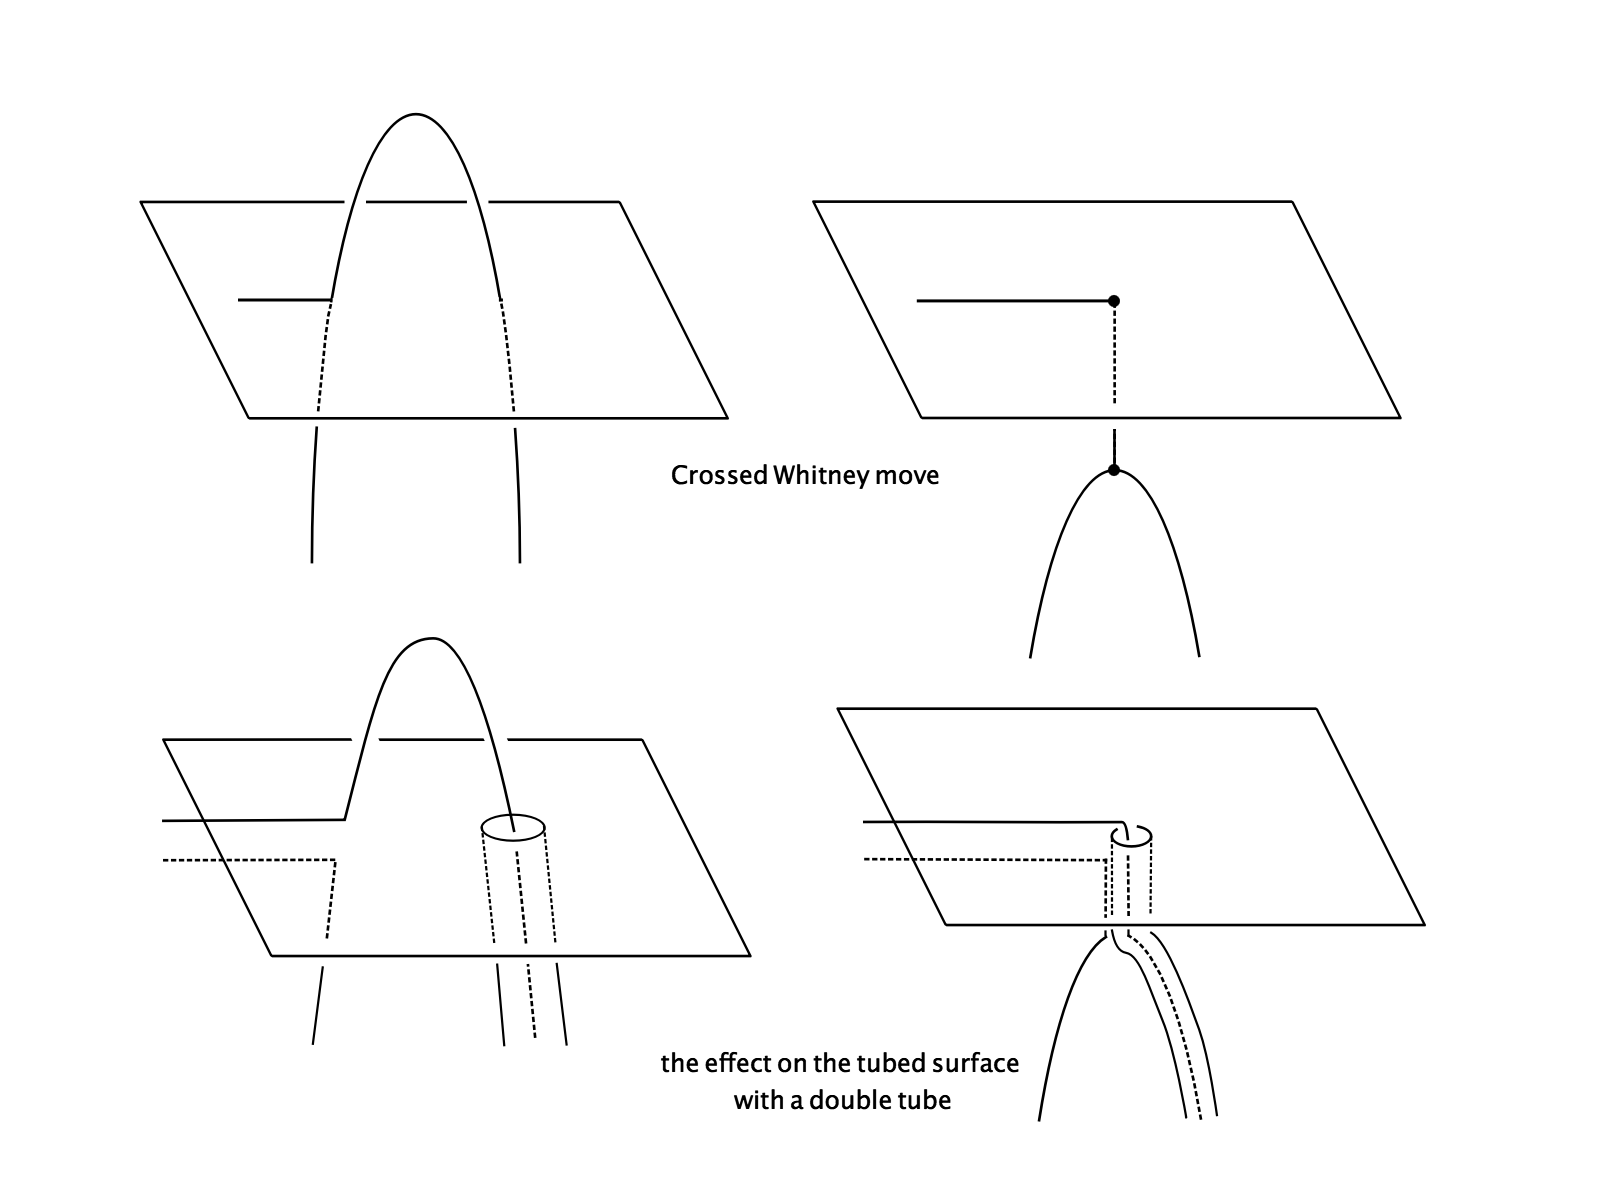 Crossed Whitney move
the effect on the tubed surface
with a double tube